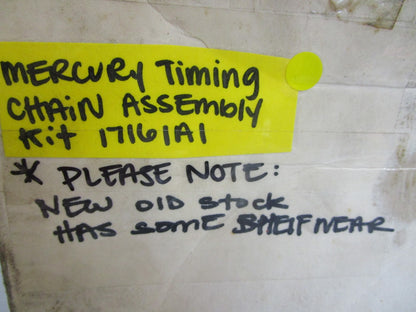 MERCURY Timing
CHAIN ASSEMBLY
Kit 17161A1
* PLEASE NOTE:
NEW OLD STOCK
HAS SOME SHELFWEAR